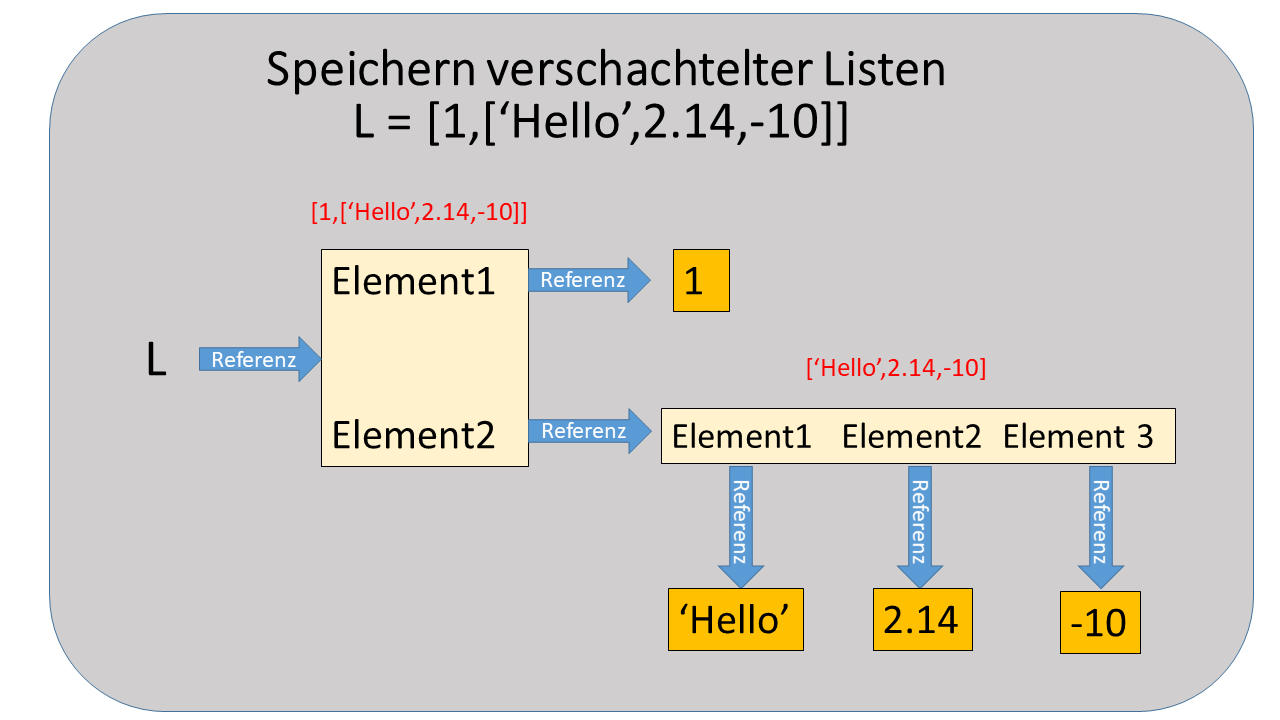 Speichern verschachtelter Listen
L = [1,[‘Hello’,2.14,-10]]
[1,[‘Hello’,2.14,-10]]
Element1
Referenz
1
L
Referenz
[‘Hello’,2.14,-10]
Element2
Referenz
Element1 Element2 Element 3
Referenz
Referenz
Referenz
‘Hello’
2.14
-10